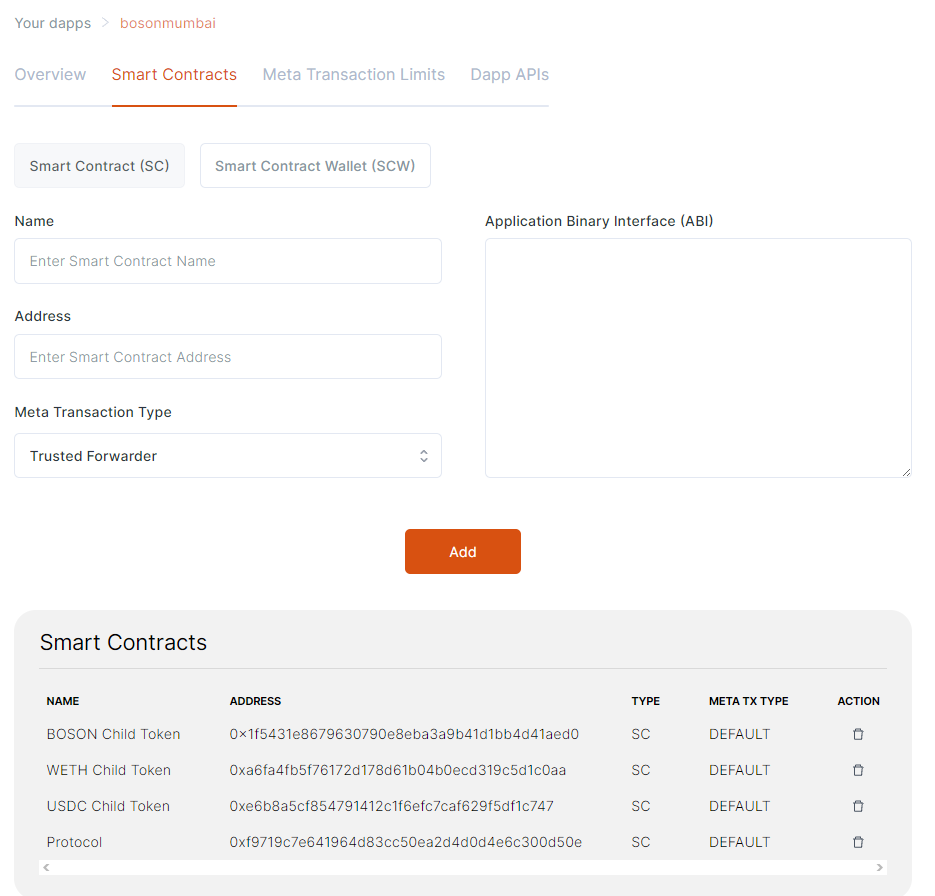 Your dapps > bosonmumbai
Overview Smart Contracts Meta Transaction Limits Dapp APIs
Smart Contract (SC) Smart Contract Wallet (SCW)
Name
Application Binary Interface (ABI)
Enter Smart Contract Name
Address
Enter Smart Contract Address
Meta Transaction Type
Trusted Forwarder
Add
Smart Contracts
NAME ADDRESS TYPE META TX TYPE ACTION
BOSON Child Token 0x1f5431e8679630790e8eba3a9b41d1bb4d41aed0 SC DEFAULT
WETH Child Token 0xa6fa4fb5f76172d178d61b04b0ecd319c5d1c0aa SC DEFAULT
USDC Child Token 0xe6b8a5cf854791412c1f6efc7caf629f5df1c747 SC DEFAULT
Protocol 0xf9719c7e641964d83cc50ea2d4d0d4e6c300d50e SC DEFAULT